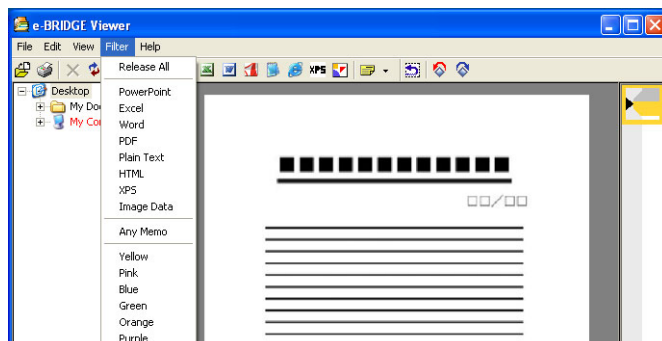 e-BRIDGE Viewer
File Edit View Filter Help
XPS
Desktop
My Do
My Co
Release All
PowerPoint
Excel
Word
PDF
Plain Text
HTML
XPS
Image Data
Any Memo
Yellow
Pink
Blue
Green
Orange
Purple